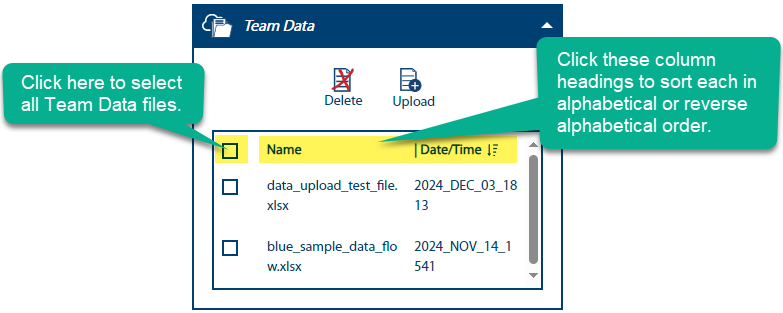 Team Data
Click here to select
all Team Data files.
Click these column
headings to sort each in
alphabetical or reverse
alphabetical order.
Delete
Upload
Name | Date/Time
data_upload_test_file. 2024_DEC_03_18
xlsx 13
blue_sample_data_flo 2024_NOV_14_1
w.xlsx 541